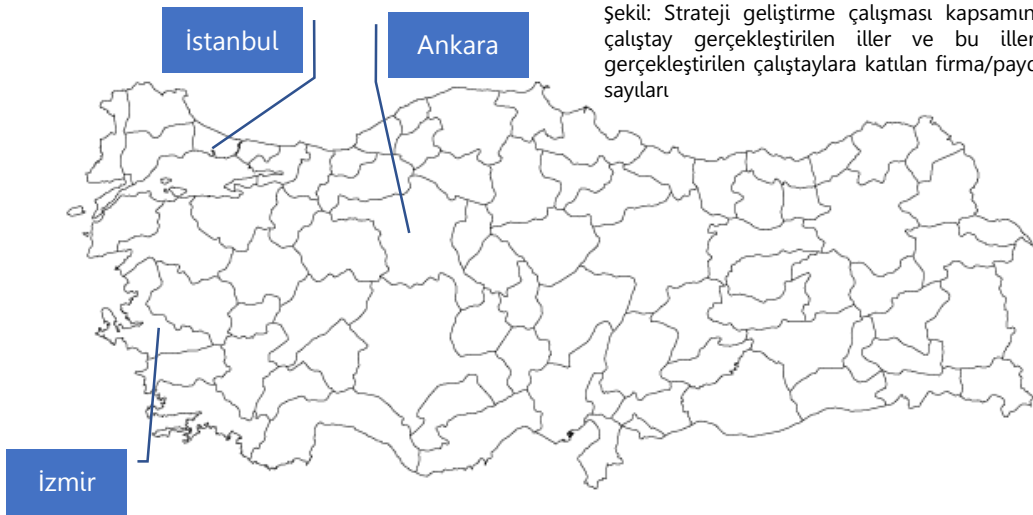 Şekil: Strateji geliştirme çalışması kapsamın
çalıştay gerçekleştirilen iller ve bu iller
gerçekleştirilen çalıştaylara katılan firma/payd
sayıları
İstanbul
Ankara
İzmir